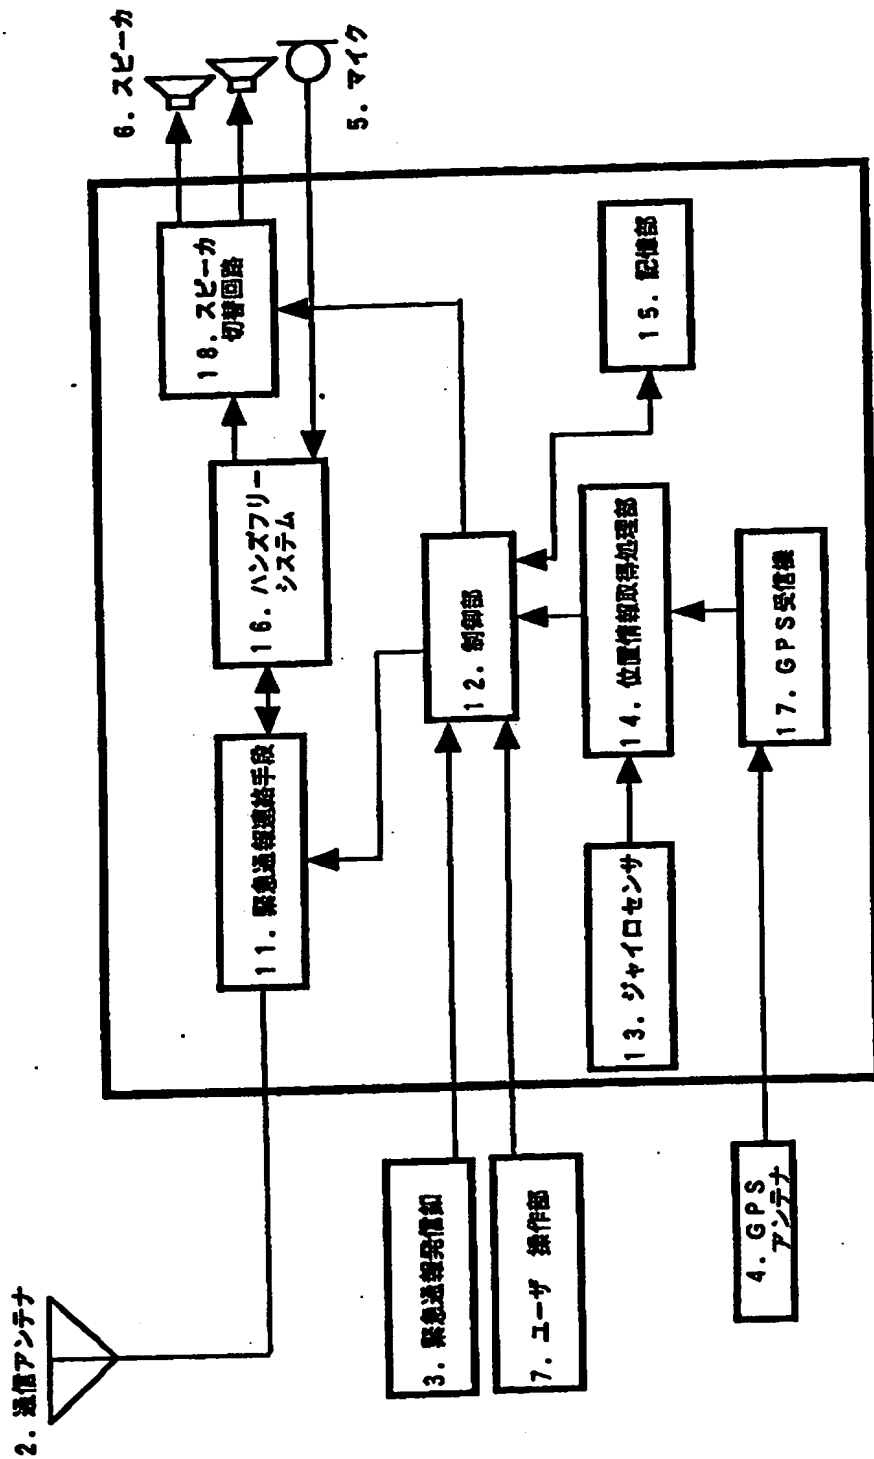 2. 通信アンテナ
3. 緊急通報発信釦
7. ユーザ 操作部
4. GPS
アンテナ
11. 緊急通報連絡手段
16. ハンズフリー
システム
18. スピーカ
切替回路
6. スピーカ
5. マイク
12. 制御部
13. ジャイロセンサ
14. 位置情報取得処理部
15. 記憶部
17. GPS受信機